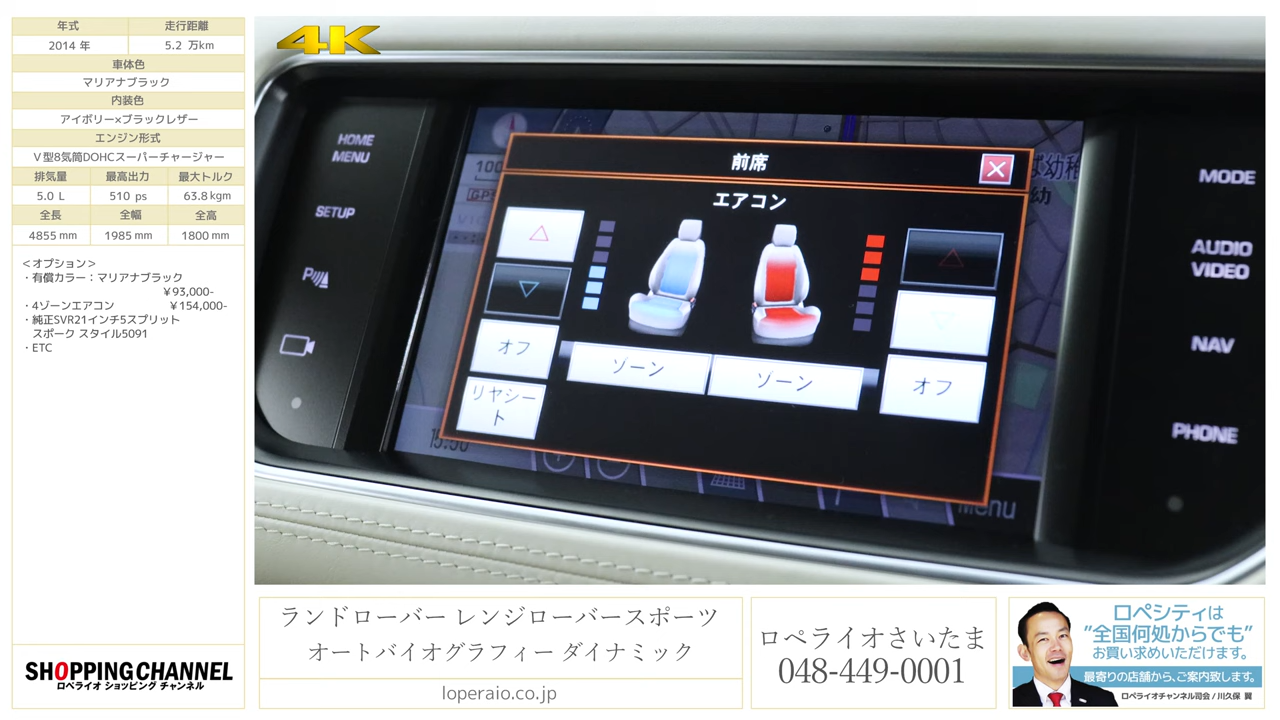 年式 走行距離
2014 年 5.2 万km
車体色
マリアナブラック
内装色
アイボリー×ブラックレザー
エンジン形式
V型8気筒DOHCスーパーチャージャー
排気量 最高出力 最大トルク
5.0 L 510 ps 63.8 kgm
全長 全幅 全高
4855 mm 1985 mm 1800 mm
＜オプション＞
・有償カラー：マリアナブラック
￥93,000-
・4ゾーンエアコン ￥154,000-
・純正SVR21インチ5スプリット
スポーク スタイル5091
・ETC
SHOPPING CHANNEL
ロペライオ ショッピング チャンネル
4K
HOME
MENU
SETUP
前席
エアコン
オフ
リヤシー
ト
ゾーン
ゾーン
オフ
100
幼稚
幼
Menu
MODE
AUDIO
VIDEO
NAV
PHONE
ランドローバー レンジローバースポーツ
オートバイオグラフィー ダイナミック
loperaio.co.jp
ロペライオさいたま
048-449-0001
ロペシティは
”全国何処からでも”
お買い求めいただけます。
最寄りの店舗から、ご案内致します。
ロペライオチャンネル司会 / 川久保 翼